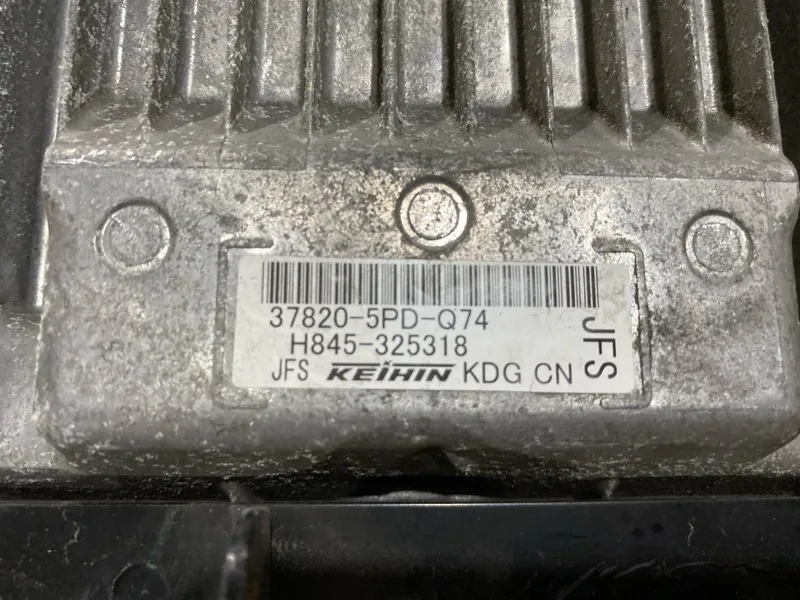 37820-5PD-Q74
H845-325318
JFS KEIHIN KDG CN
JFS